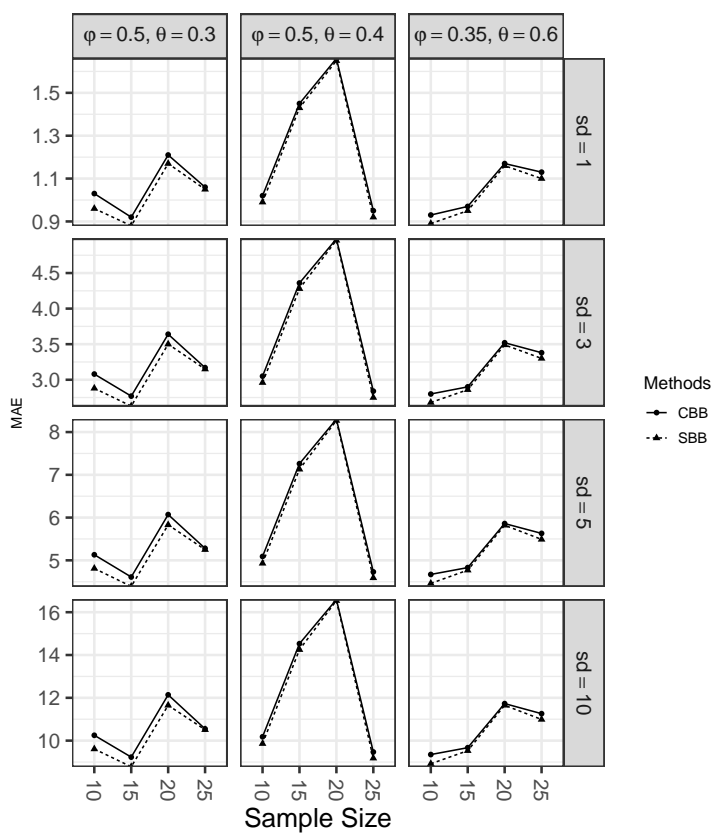 φ = 0.5, θ = 0.3
φ = 0.5, θ = 0.4
φ = 0.35, θ = 0.6
1.5
1.3
1.1
0.9
sd = 1
4.5
4.0
3.5
3.0
sd = 3
MAE
8
7
6
5
sd = 5
16
14
12
10
sd = 10
10 15 20 25
10 15 20 25
10 15 20 25
Sample Size
Methods
CBB
SBB